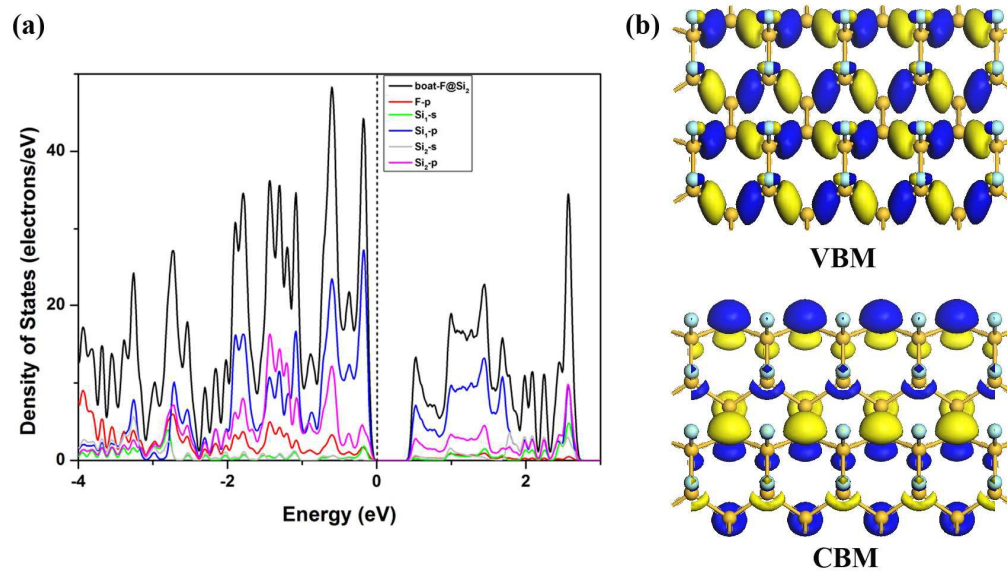 (a)
(b)
boat-F@Si₂
F-p
Si₁-s
Si₁-p
Si₂-s
Si₂-p
40
20
0
Density of States (electrons/eV)
-4
-2
0
2
Energy (eV)
VBM
CBM